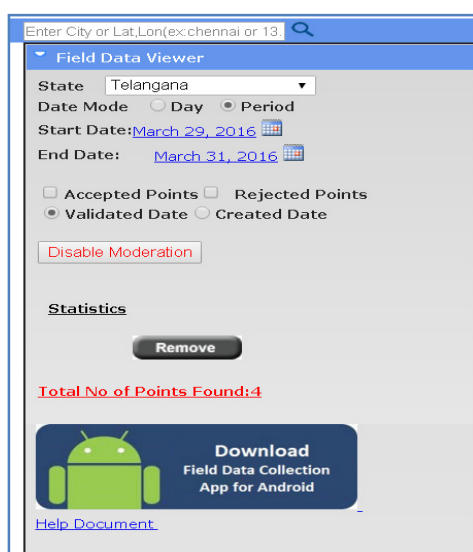 Enter City or Lat,Lon(ex:chennai or 13.
Field Data Viewer
State Telangana
Date Mode Day Period
Start Date:March 29, 2016
End Date: March 31, 2016
Accepted Points Rejected Points
Validated Date Created Date
Disable Moderation
Statistics
Remove
Total No of Points Found:4
Download
Field Data Collection
App for Android
Help Document